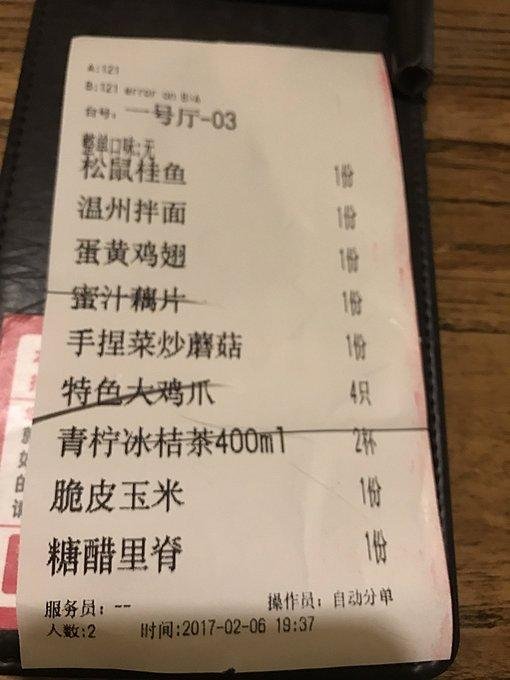 A:121
B:121 error on B:A
台号: 一号厅-03
整单口味:无
松鼠桂鱼 1份
温州拌面 1份
蛋黄鸡翅 1份
蜜汁藕片 1份
手捏菜炒蘑菇 1份
特色大鸡爪 4只
青柠冰桔茶400ml 2杯
脆皮玉米 1份
糖醋里脊 1份
服务员: -- 操作员: 自动分单
人数:2 时间:2017-02-06 19:37